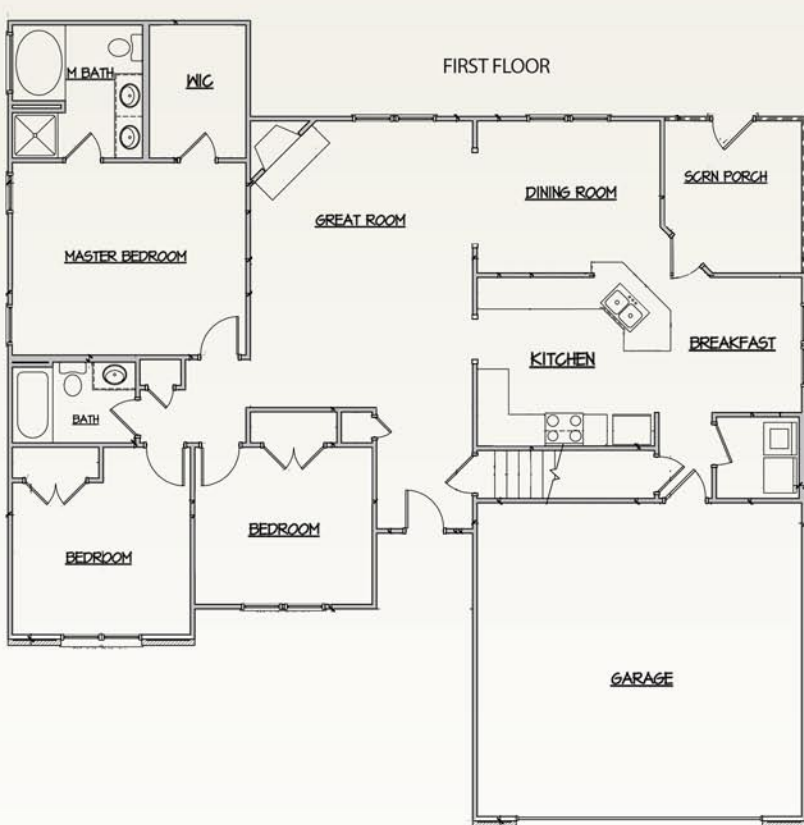 FIRST FLOOR
M BATH
WIC
GREAT ROOM
DINING ROOM
SCRN PORCH
MASTER BEDROOM
KITCHEN
BREAKFAST
BATH
BEDROOM
BEDROOM
GARAGE